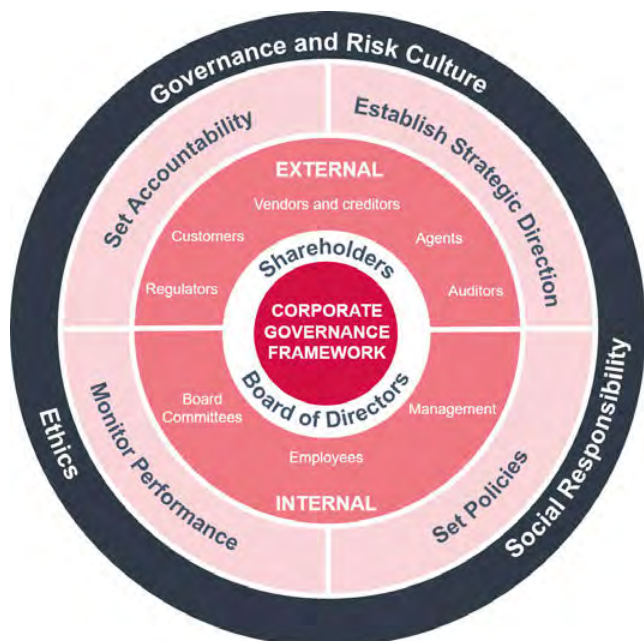 Governance and Risk Culture
Set Accountability
Establish Strategic Direction
EXTERNAL
Vendors and creditors
Customers
Agents
Regulators
Auditors
Shareholders
CORPORATE
GOVERNANCE
FRAMEWORK
Board of Directors
Board
Committees
Management
Employees
INTERNAL
Monitor Performance
Set Policies
Ethics
Social Responsibility